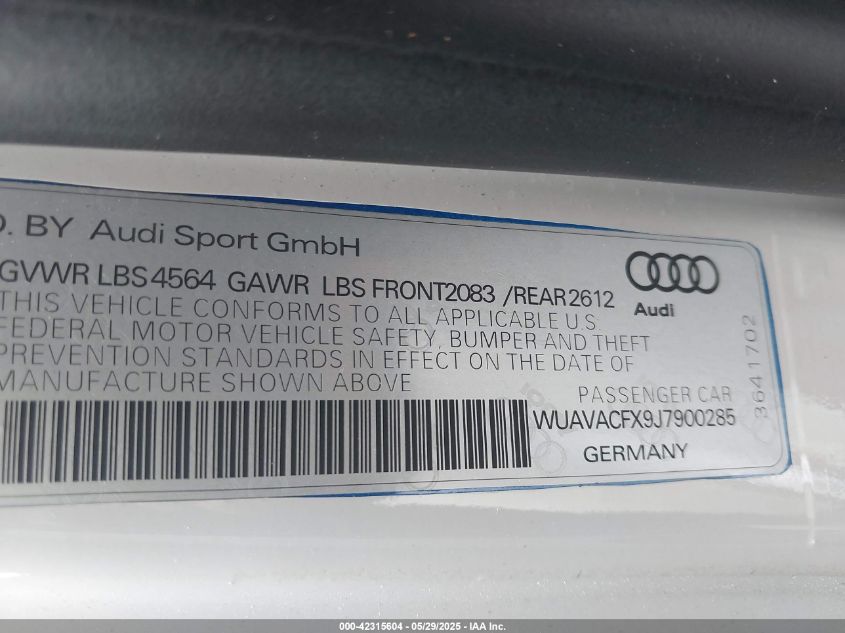 D. BY Audi Sport GmbH
GVWR LBS 4564 GAWR LBS FRONT2083 /REAR2612
Audi
THIS VEHICLE CONFORMS TO ALL APPLICABLE U.S.
FEDERAL MOTOR VEHICLE SAFETY, BUMPER AND THEFT
PREVENTION STANDARDS IN EFFECT ON THE DATE OF
MANUFACTURE SHOWN ABOVE
PASSENGER CAR
WUAVACFX9J7900285
GERMANY
3641702
000-42315604 - 05/29/2025 - IAA Inc.